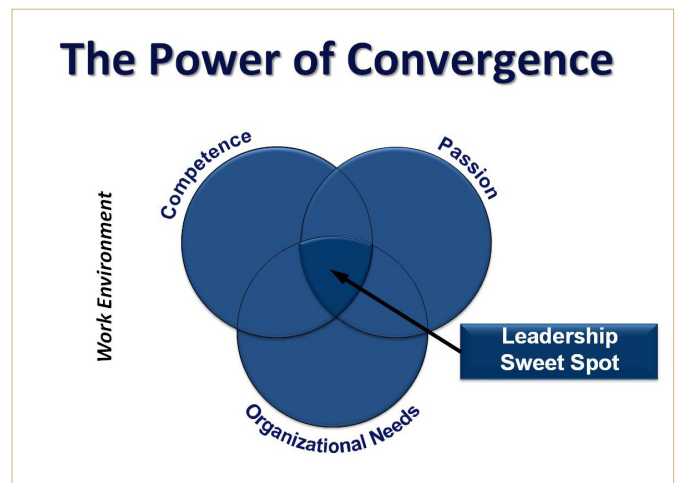 The Power of Convergence
Competence
Passion
Work Environment
Leadership
Sweet Spot
Organizational Needs